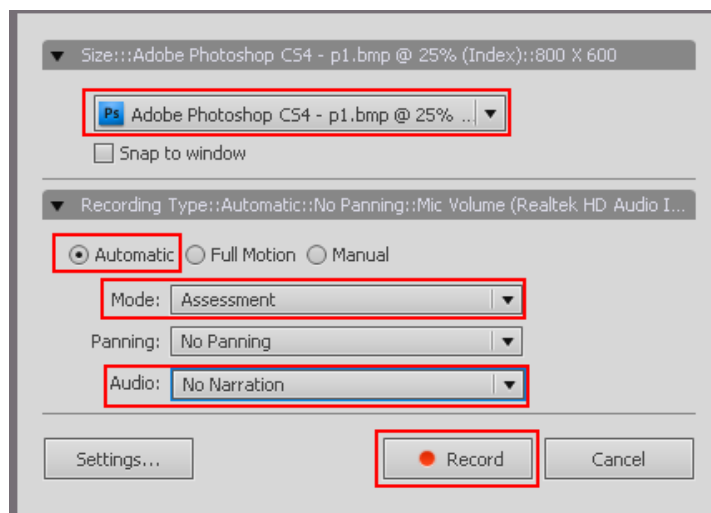 Size:::Adobe Photoshop CS4 - p1.bmp @ 25% (Index)::800 X 600
Ps Adobe Photoshop CS4 - p1.bmp @ 25% ...
Snap to window
Recording Type::Automatic::No Panning::Mic Volume (Realtek HD Audio I...
Automatic Full Motion Manual
Mode: Assessment
Panning: No Panning
Audio: No Narration
Settings... Record Cancel